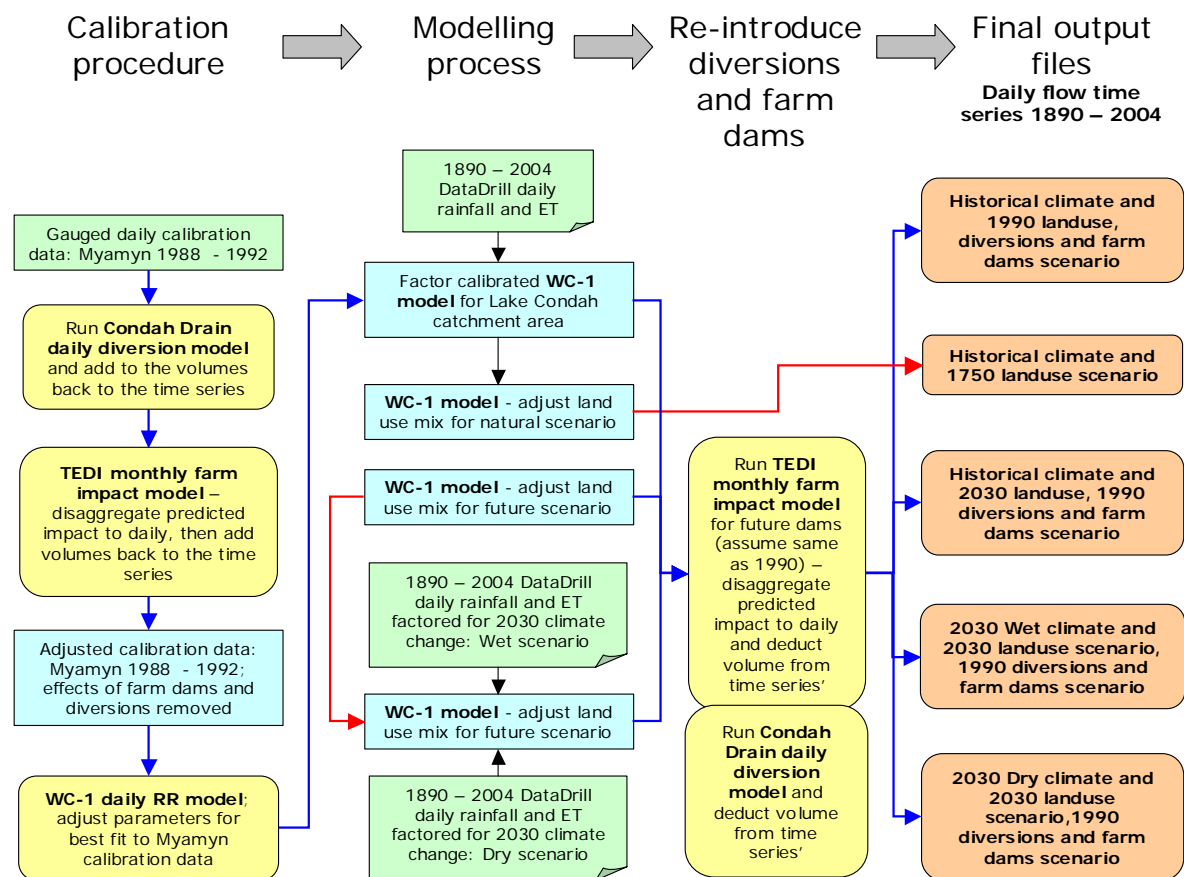 Calibration
procedure
Modelling
process
Re-introduce
diversions
and farm
dams
Final output
files
Daily flow time
series 1890 – 2004
Gauged daily calibration
data: Myamyn 1988 - 1992
Run Condah Drain
daily diversion model
and add to the volumes
back to the time series
TEDI monthly farm
impact model –
disaggregate predicted
impact to daily, then add
volumes back to the time
series
Adjusted calibration data:
Myamyn 1988 - 1992;
effects of farm dams and
diversions removed
WC-1 daily RR model;
adjust parameters for
best fit to Myamyn
calibration data
1890 – 2004
DataDrill daily
rainfall and ET
Factor calibrated WC-1
model for Lake Condah
catchment area
WC-1 model - adjust land
use mix for natural scenario
WC-1 model - adjust land
use mix for future scenario
1890 – 2004 DataDrill
daily rainfall and ET
factored for 2030 climate
change: Wet scenario
WC-1 model - adjust land
use mix for future scenario
1890 – 2004 DataDrill
daily rainfall and ET
factored for 2030 climate
change: Dry scenario
Run TEDI
monthly farm
impact model
for future dams
(assume same
as 1990) –
disaggregate
predicted
impact to daily
and deduct
volume from
time series’
Run Condah
Drain daily
diversion
model and
deduct volume
from time
series’
Historical climate and
1990 landuse,
diversions and farm
dams scenario
Historical climate and
1750 landuse scenario
Historical climate and
2030 landuse, 1990
diversions and farm
dams scenario
2030 Wet climate and
2030 landuse scenario,
1990 diversions and
farm dams scenario
2030 Dry climate and
2030 landuse
scenario,1990
diversions and farm
dams scenario